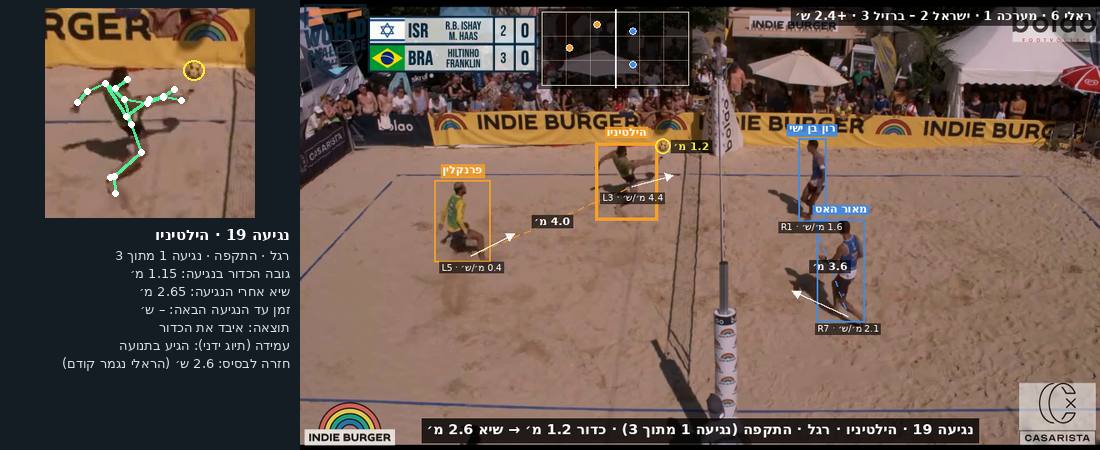 ראלי 6 · מערכה 1 · ישראל 2 – ברזיל 3 · +2.4 ש׳
ISR R.B. ISHAY M. HAAS 2 0
BRA HILTINHO FRANKLIN 3 0
WORLD
INDIE BURGER
bolao
FOOTVOLLEY
RGER
INDIE BURGER
INDIE BURGER
bolao
CASARISTA
הילטיניו
1.2 מ׳
רון בן ישי
פרנקלין
L3 · 4.4 מ׳/ש׳
4.0 מ׳
מאור האס
R1 · 1.6 מ׳/ש׳
L5 · 0.4 מ׳/ש׳
3.6 מ׳
R7 · 2.1 מ׳/ש׳
נגיעה 19 · הילטיניו
רגל · התקפה · נגיעה 1 מתוך 3
גובה הכדור בנגיעה: 1.15 מ׳
שיא אחרי הנגיעה: 2.65 מ׳
זמן עד הנגיעה הבאה: – ש׳
תוצאה: איבד את הכדור
עמידה (תיוג ידני): הגיע בתנועה
חזרה לבסיס: 2.6 ש׳ (הראלי נגמר קודם)
נגיעה 19 · הילטיניו · רגל · התקפה (נגיעה 1 מתוך 3) · כדור 1.2 מ׳ → שיא 2.6 מ׳
INDIE BURGER
CASARISTA